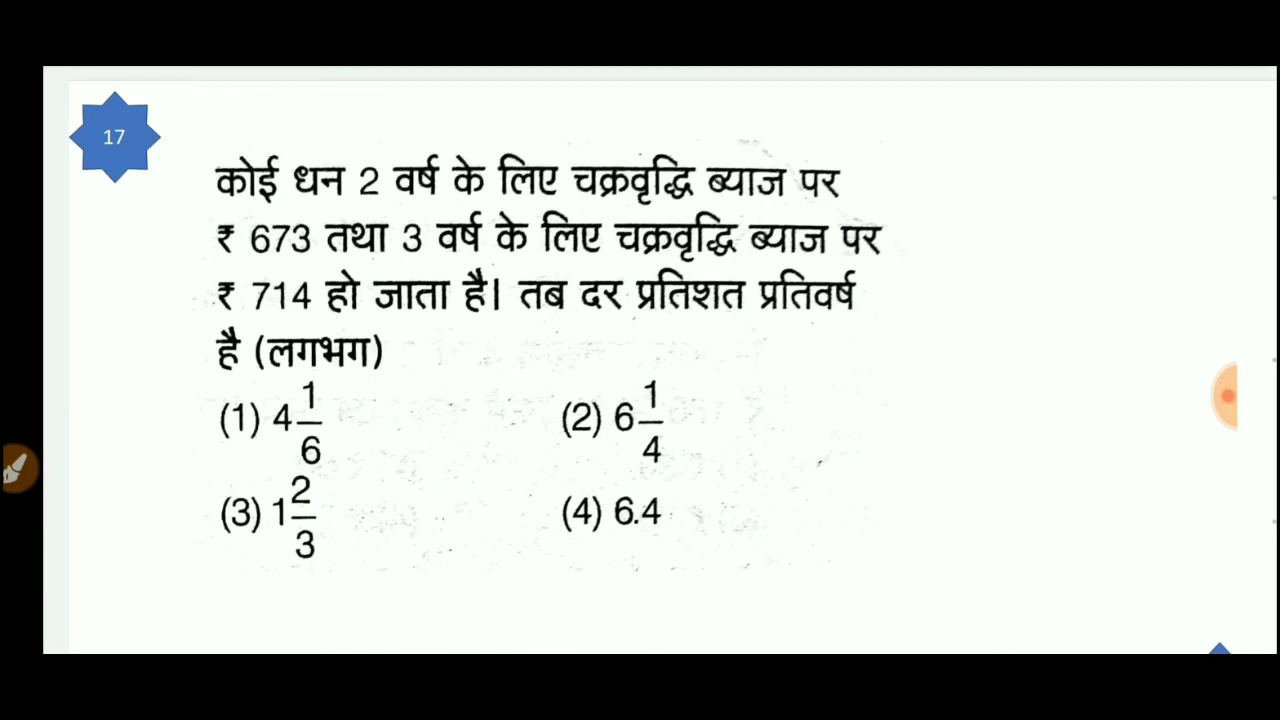 17
कोई धन 2 वर्ष के लिए चक्रवृद्धि ब्याज पर
₹ 673 तथा 3 वर्ष के लिए चक्रवृद्धि ब्याज पर
₹ 714 हो जाता है। तब दर प्रतिशत प्रतिवर्ष
है (लगभग)
(1) 4 1/6 (2) 6 1/4
(3) 1 2/3 (4) 6.4